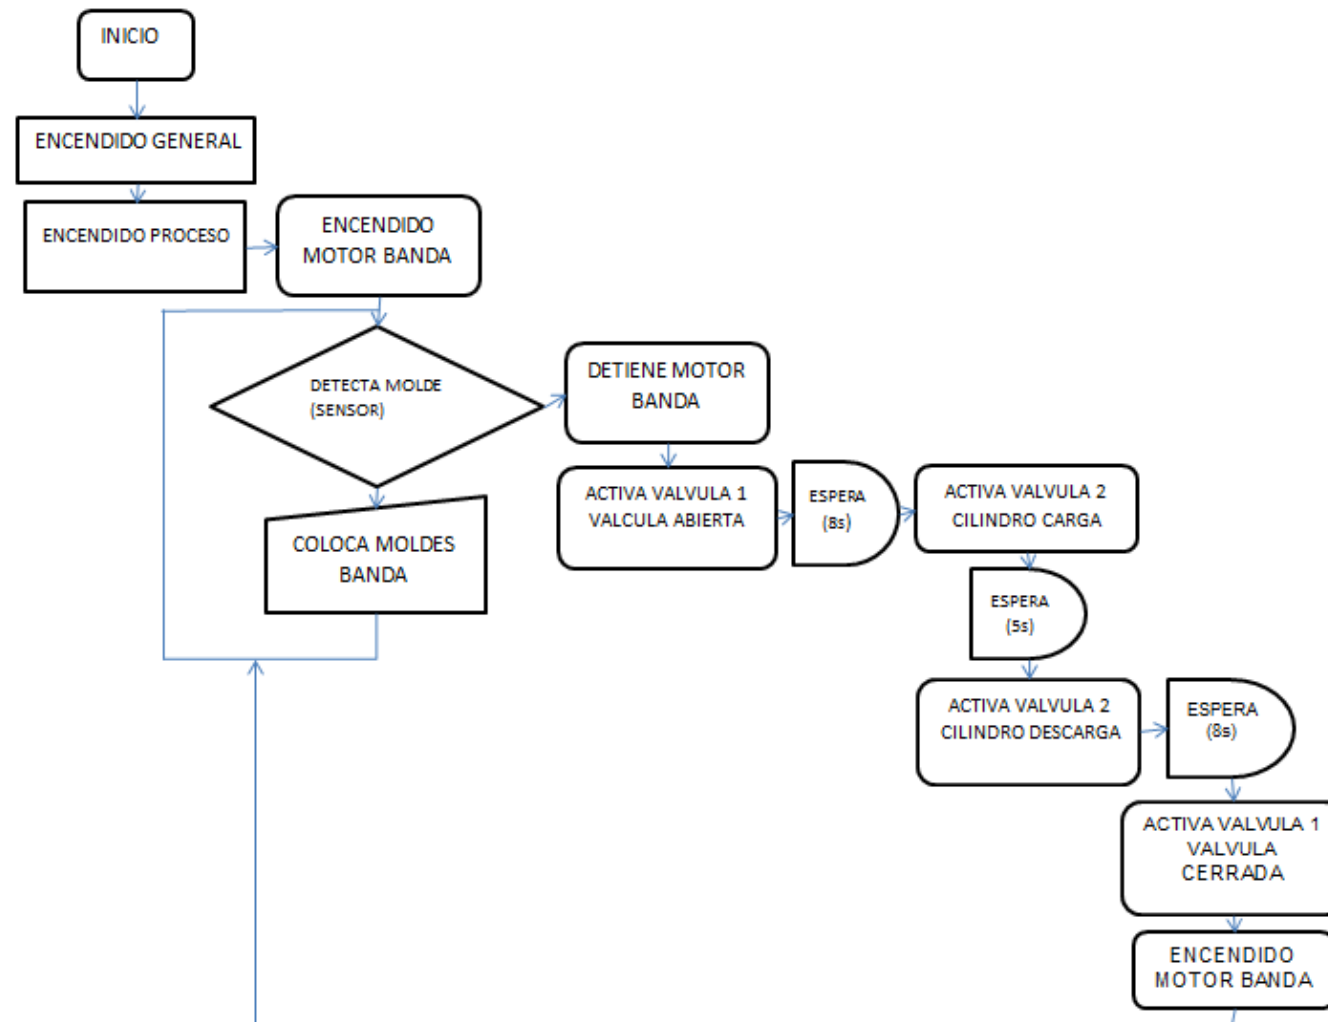 INICIO
ENCENDIDO GENERAL
ENCENDIDO PROCESO
ENCENDIDO
MOTOR BANDA
DETECTA MOLDE
(SENSOR)
DETIENE MOTOR
BANDA
COLOCA MOLDES
BANDA
ACTIVA VALVULA 1
VALCULA ABIERTA
ESPERA
(8s)
ACTIVA VALVULA 2
CILINDRO CARGA
ESPERA
(5s)
ACTIVA VALVULA 2
CILINDRO DESCARGA
ESPERA
(8s)
ACTIVA VALVULA 1
VALVULA
CERRADA
ENCENDIDO
MOTOR BANDA